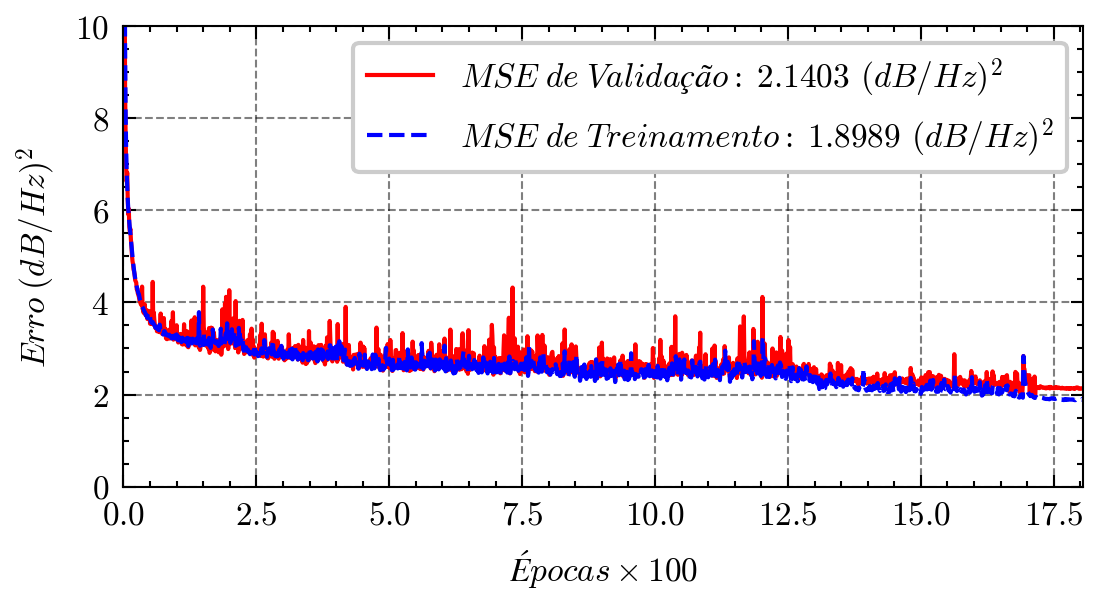 10
8
6
4
2
0
Erro (dB/Hz)²
MSE de Validação: 2.1403 (dB/Hz)²
MSE de Treinamento: 1.8989 (dB/Hz)²
0.0 2.5 5.0 7.5 10.0 12.5 15.0 17.5
Épocas × 100